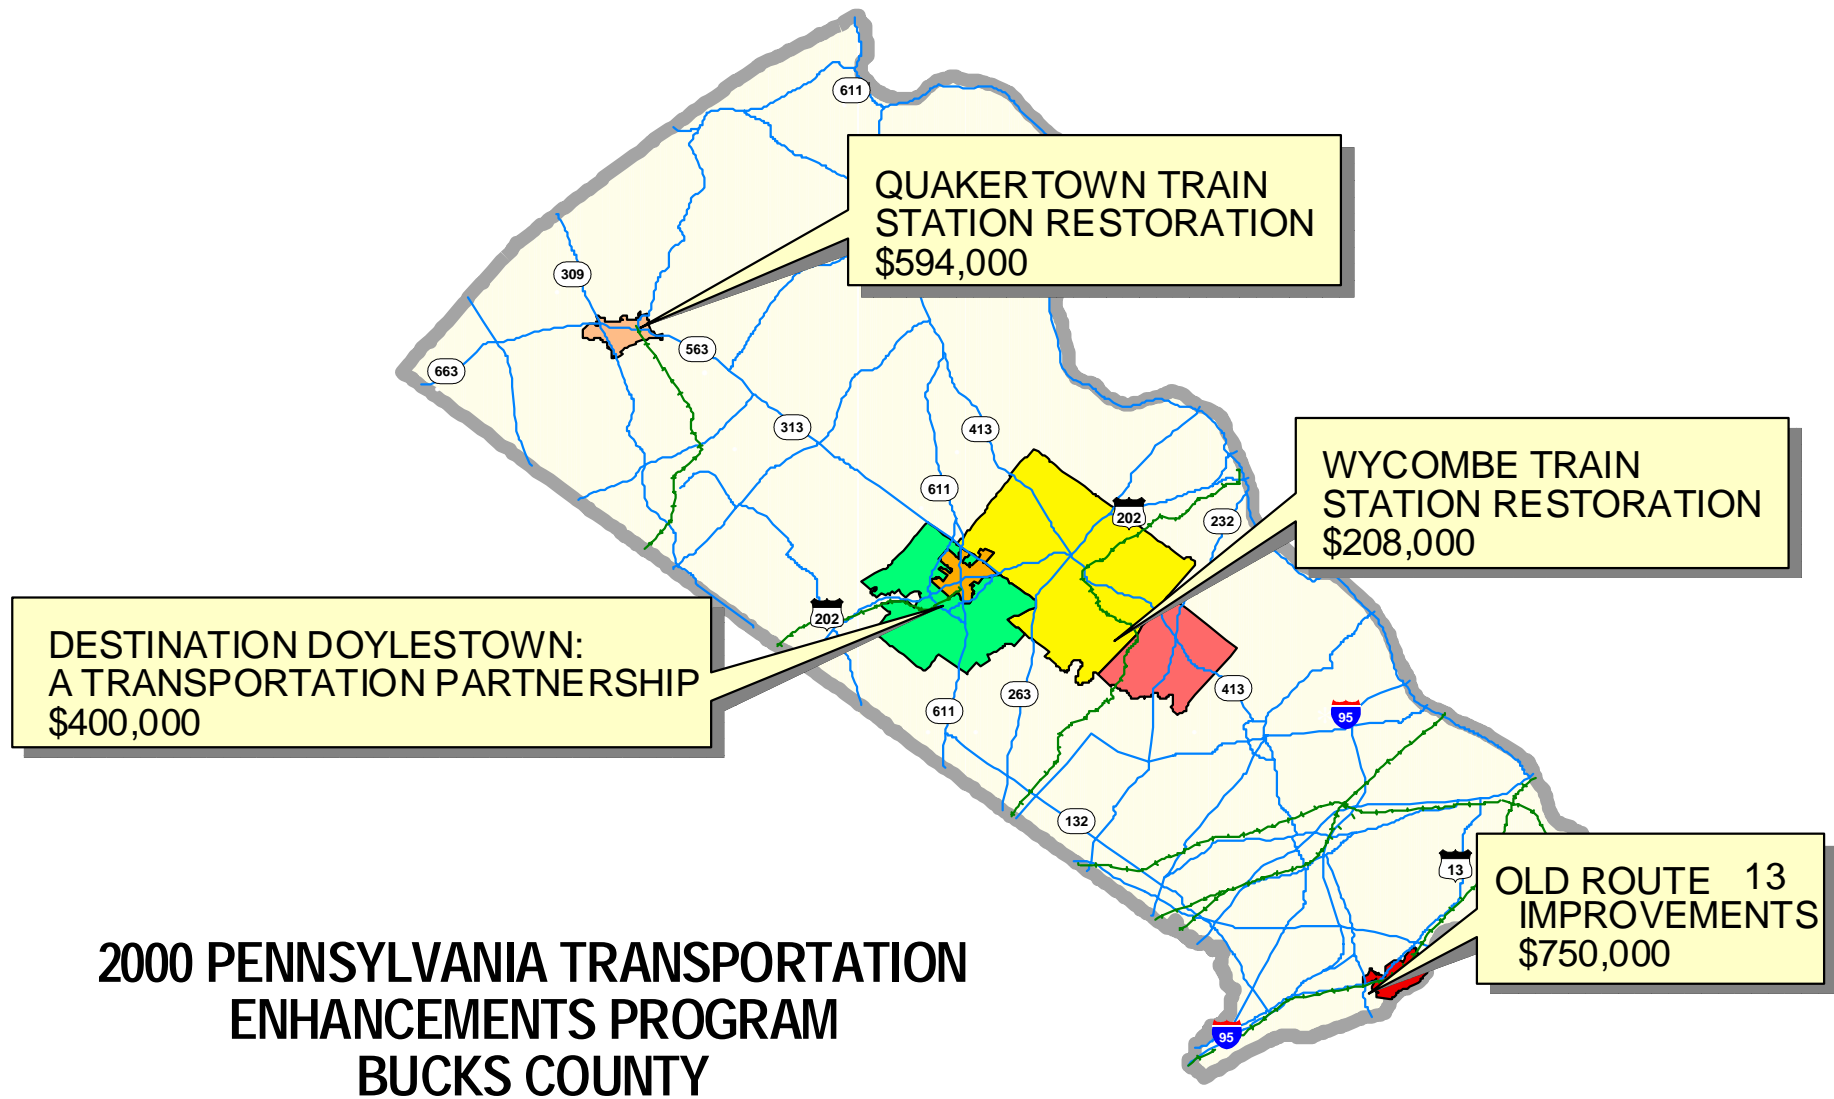 611
QUAKERTOWN TRAIN
STATION RESTORATION
$594,000
309
563
663
313
413
611
202
232
WYCOMBE TRAIN
STATION RESTORATION
$208,000
202
DESTINATION DOYLESTOWN:
A TRANSPORTATION PARTNERSHIP
$400,000
263
413
611
95
132
13
OLD ROUTE 13
IMPROVEMENTS
$750,000
95
2000 PENNSYLVANIA TRANSPORTATION
ENHANCEMENTS PROGRAM
BUCKS COUNTY